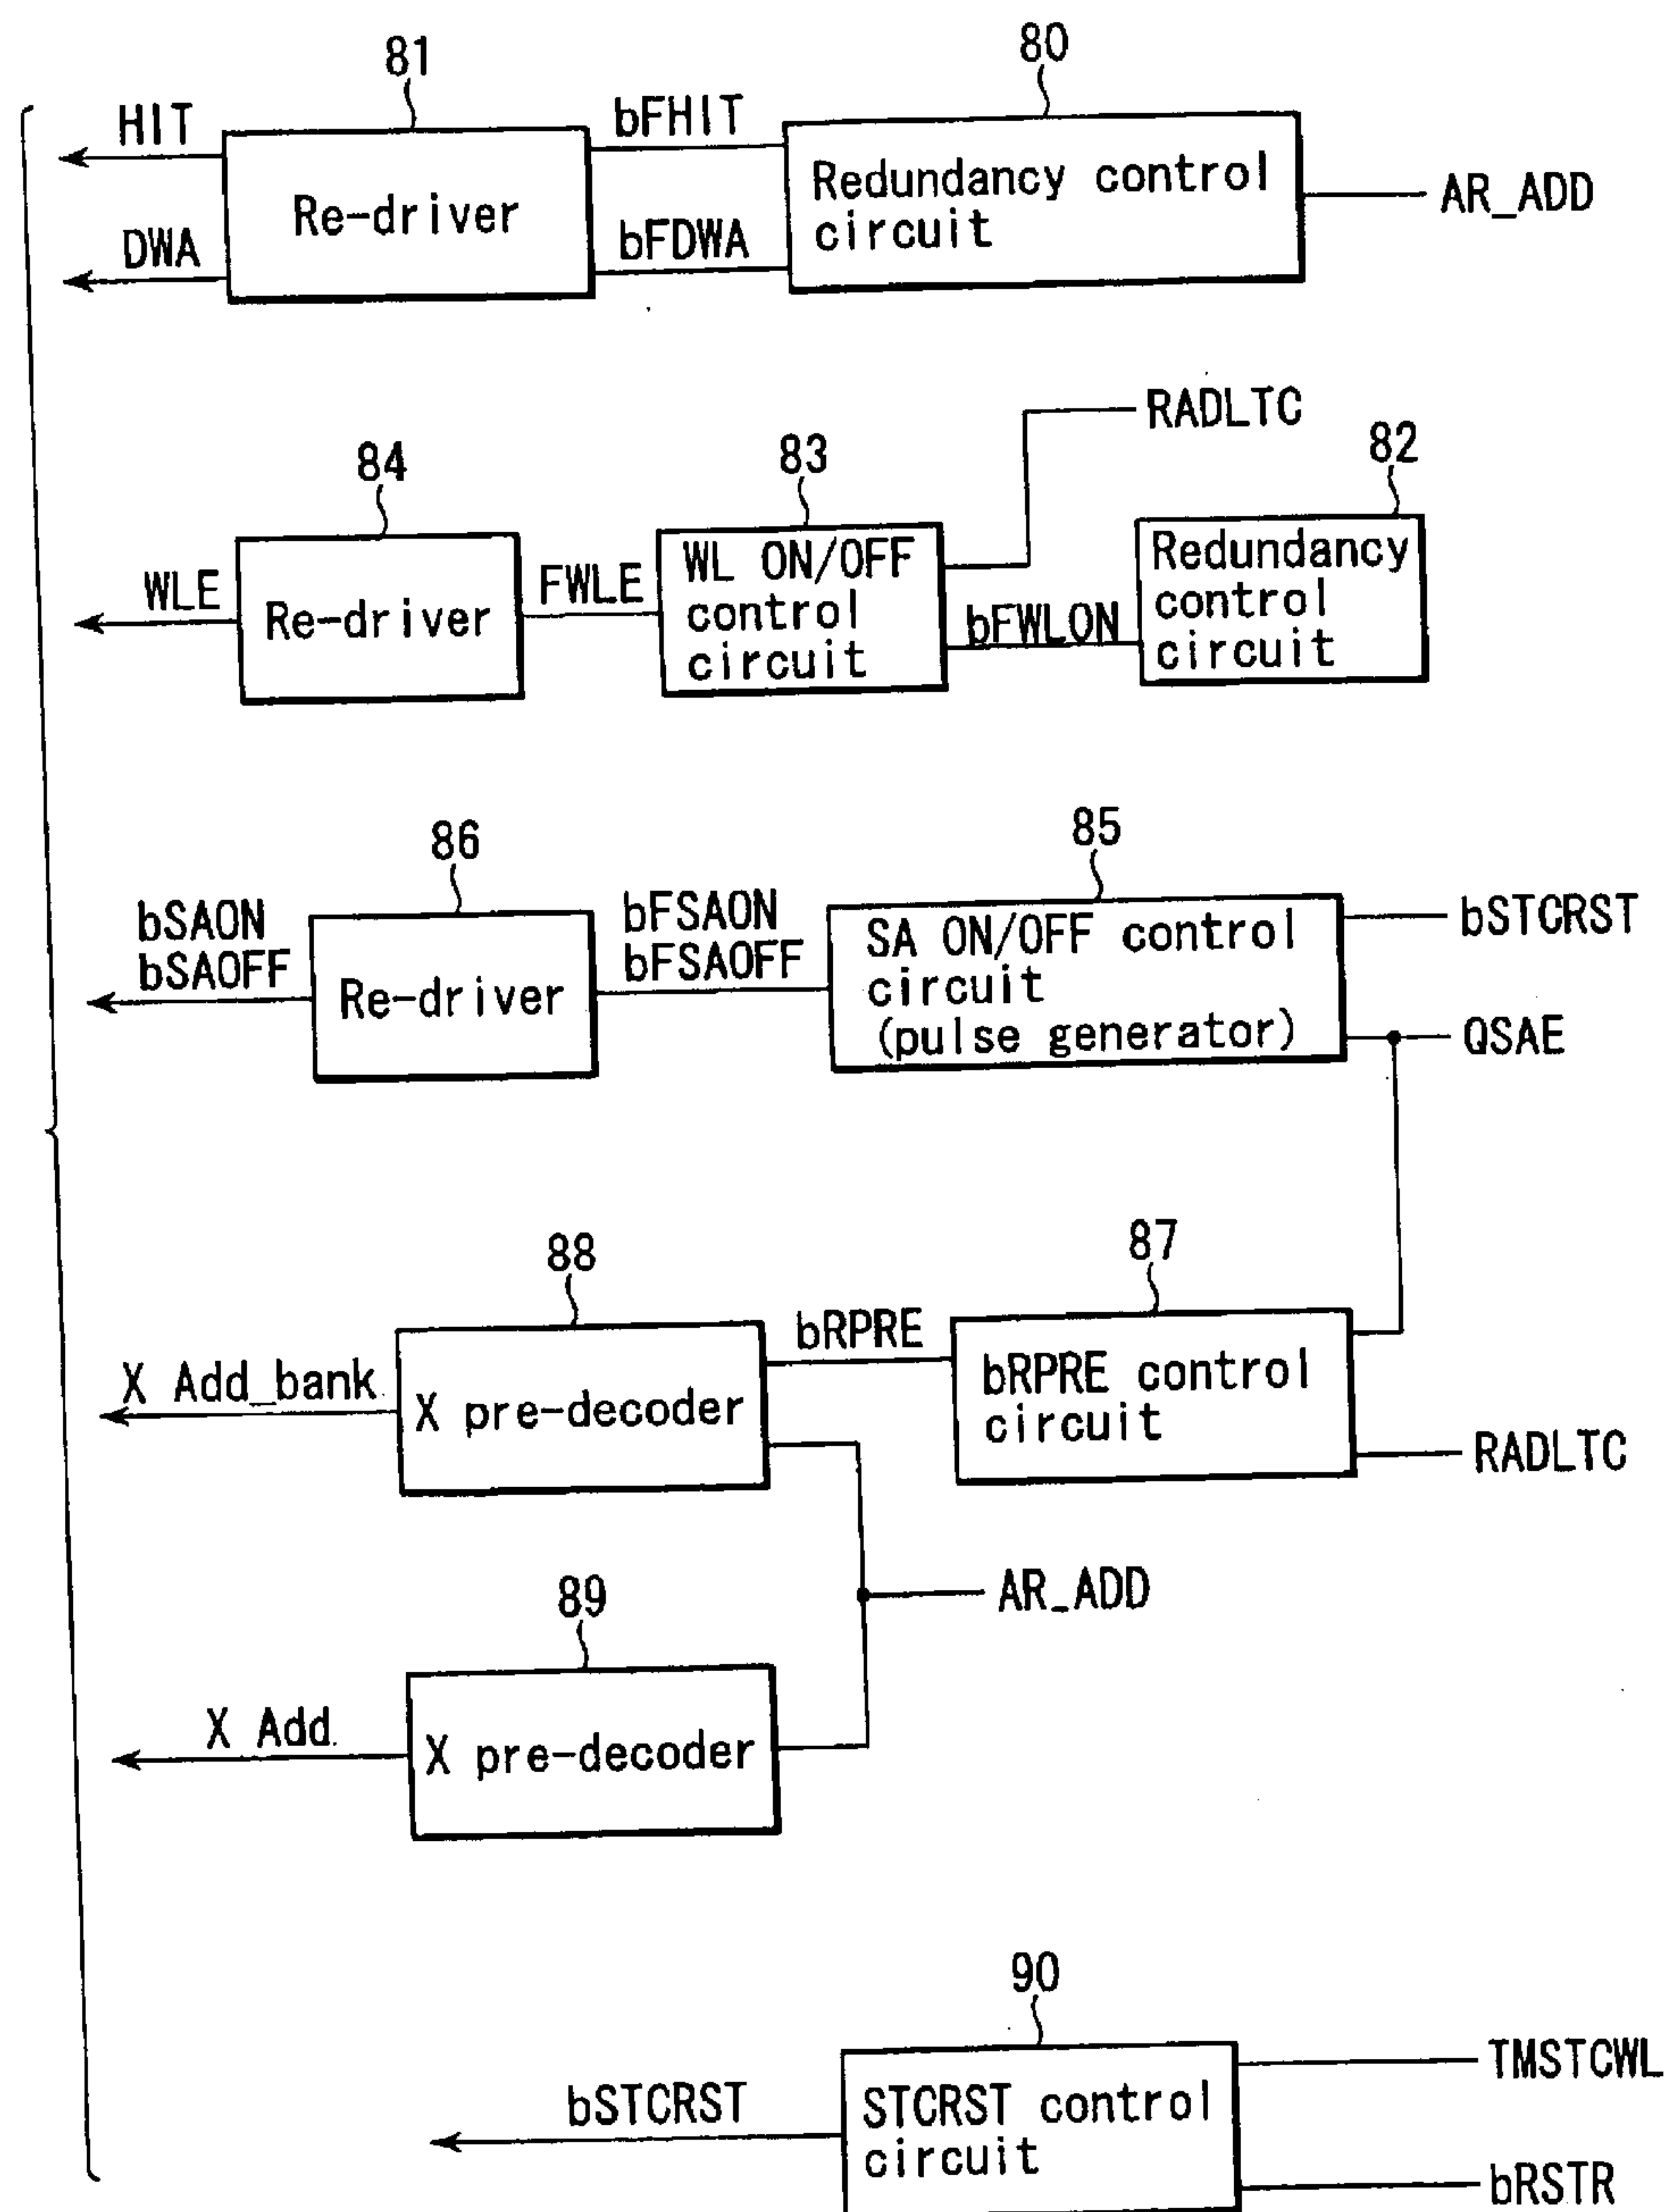 81
80
HIT
bFHIT
Redundancy control
circuit
AR_ADD
Re-driver
DWA
bFDWA
RADLTC
84
83
82
WLE
Re-driver
FWLE
WL ON/OFF
control
circuit
bFWLON
Redundancy
control
circuit
86
85
bSAON
bSAOFF
Re-driver
bFSAON
bFSAOFF
SA ON/OFF control
circuit
(pulse generator)
bSTCRST
QSAE
88
87
X Add_bank
X pre-decoder
bRPRE
bRPRE control
circuit
RADLTC
AR_ADD
89
X Add
X pre-decoder
90
bSTCRST
STCRST control
circuit
TMSTCWL
bRSTR